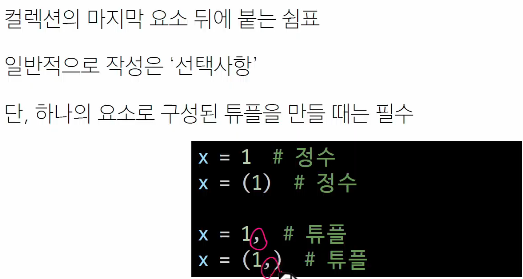 컬렉션의 마지막 요소 뒤에 붙는 쉼표
일반적으로 작성은 ‘선택사항’
단, 하나의 요소로 구성된 튜플을 만들 때는 필수
x = 1  # 정수
x = (1)  # 정수
x = 1,  # 튜플
x = (1,)  # 튜플